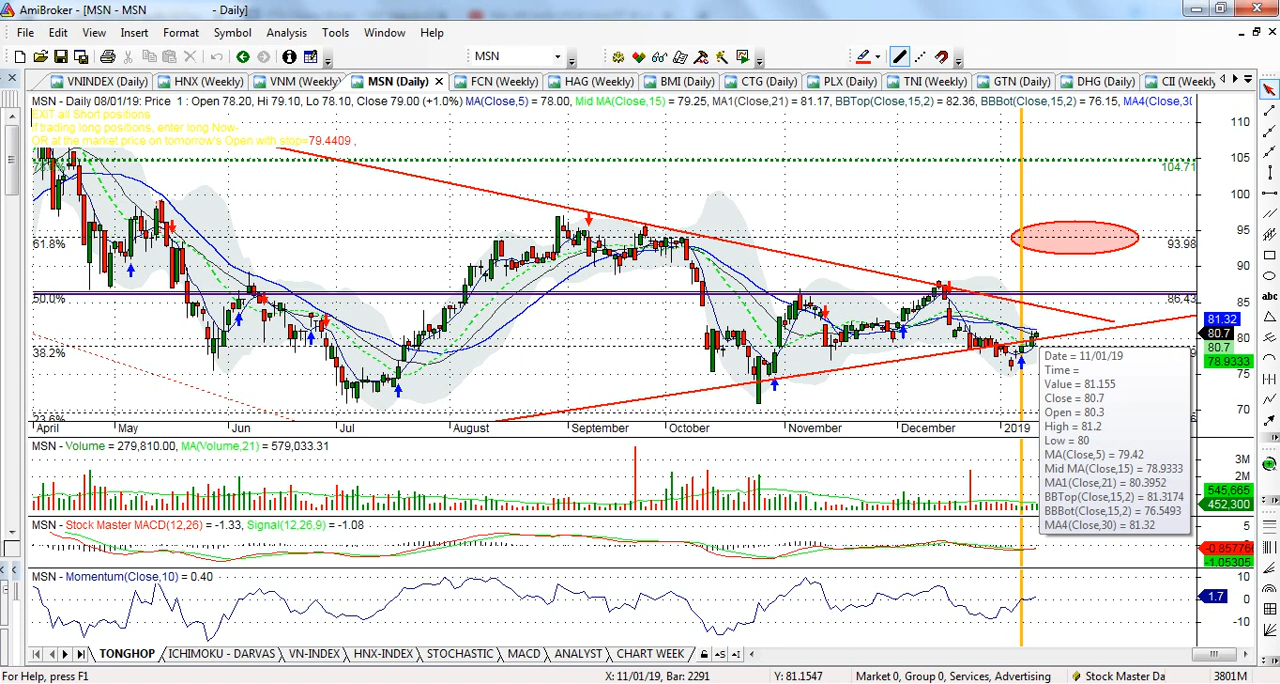 AmiBroker - [MSN - MSN - Daily]
File Edit View Insert Format Symbol Analysis Tools Window Help
MSN
VNINDEX (Daily) HNX (Weekly) VNM (Weekly) MSN (Daily) FCN (Weekly) HAG (Weekly) BMI (Daily) CTG (Daily) PLX (Daily) TNI (Weekly) GTN (Daily) DHG (Daily) CII (Weekly
MSN - Daily 08/01/19: Price 1 : Open 78.20, Hi 79.10, Lo 78.10, Close 79.00 (+1.0%) MA(Close,5) = 78.00, Mid MA(Close,15) = 79.25, MA1(Close,21) = 81.17, BBTop(Close,15,2) = 82.36, BBBot(Close,15,2) = 76.15, MA4(Close,3(
EXIT all Short positions
if trading long positions, enter long Now-
OR at the market price on tomorrow's Open with stop=79.4409 ,
110
105
104.71
100
95
61.8%
93.98
90
50.0%
86.43
85
81.32
80.7
80
80.7
38.2%
78.9333
75
70
23.6%
April May Jun Jul August September October November December 2019
Date = 11/01/19
Time =
Value = 81.155
Close = 80.7
Open = 80.3
High = 81.2
Low = 80
MA(Close,5) = 79.42
Mid MA(Close,15) = 78.9333
MA1(Close,21) = 80.3952
BBTop(Close,15,2) = 81.3174
BBBot(Close,15,2) = 76.5493
MA4(Close,30) = 81.32
MSN - Volume = 279,810.00, MA(Volume,21) = 579,033.31
3M
2M
545,665
452,300
MSN - Stock Master MACD(12,26) = -1.33, Signal(12,26,9) = -1.08
5
-0.85776
-1.05305
MSN - Momentum(Close,10) = 0.40
10
1.7
0
-10
TONGHOP ICHIMOKU - DARVAS VN-INDEX HNX-INDEX STOCHASTIC MACD ANALYST CHART WEEK
For Help, press F1 X: 11/01/19, Bar: 2291 Y: 81.1547 Market 0, Group 0, Services, Advertising Stock Master Da 3801M